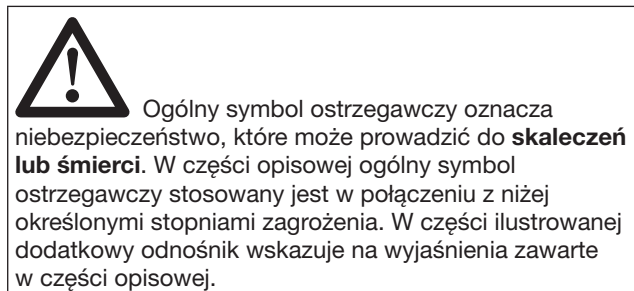 Ogólny symbol ostrzegawczy oznacza
niebezpieczeństwo, które może prowadzić do skaleczeń
lub śmierci. W części opisowej ogólny symbol
ostrzegawczy stosowany jest w połączeniu z niżej
określonymi stopniami zagrożenia. W części ilustrowanej
dodatkowy odnośnik wskazuje na wyjaśnienia zawarte
w części opisowej.